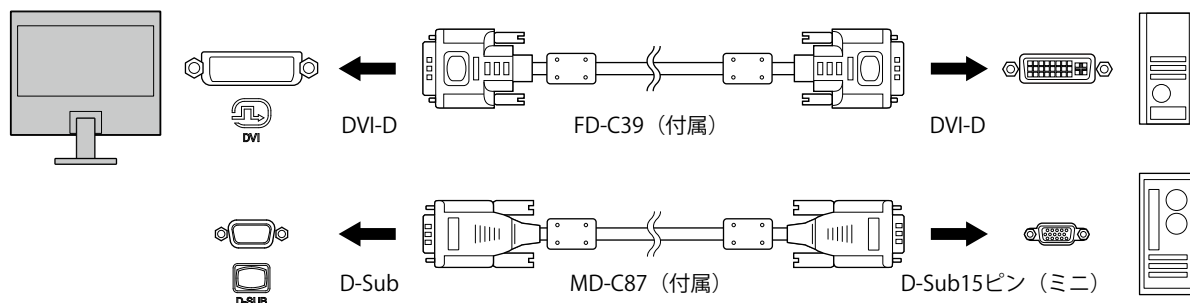 DVI
DVI-D
FD-C39（付属）
DVI-D
D-SUB
D-Sub
MD-C87（付属）
D-Sub15ピン（ミニ）